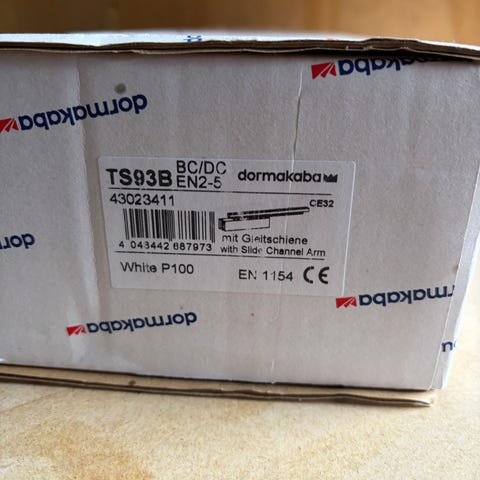 dormakaba
dormakaba
TS93B BC/DC
EN2-5
dormakaba
43023411
CE32
4 043442 687973
mit Gleitschiene
with Slide Channel Arm
White P100
EN 1154 CE
dormakaba
dormakaba